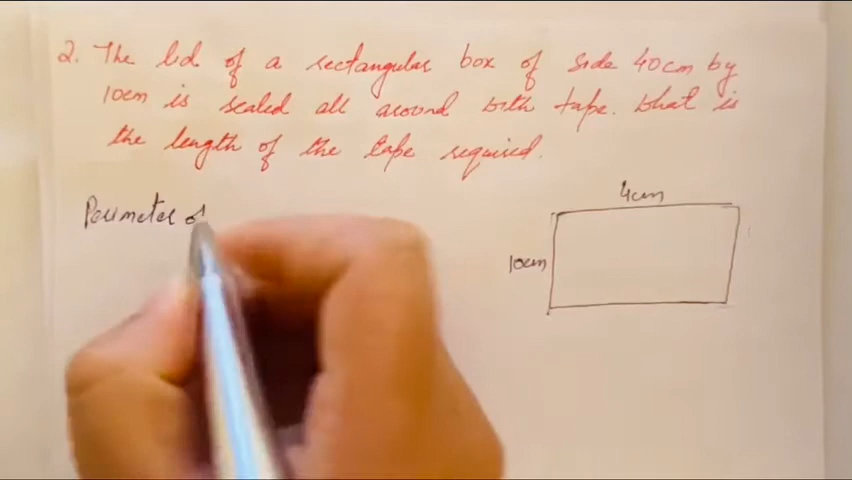 2. The lid of a rectangular box of side 40cm by
10cm is sealed all around with tape. What is
the length of the tape required.
4cm
Perimeter of
10cm